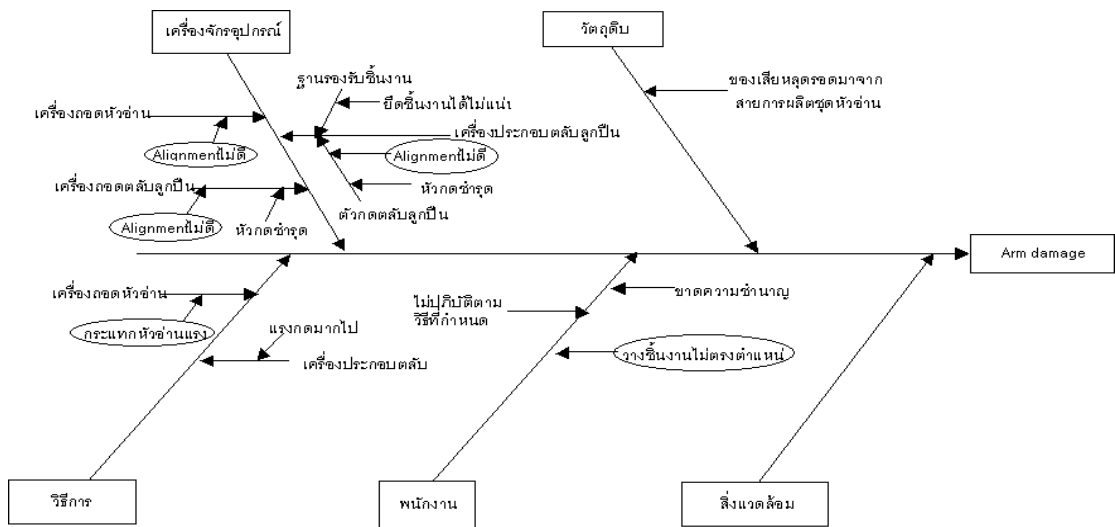 เครื่องจักรอุปกรณ์
วัตถุดิบ
ฐานรองรับชิ้นงาน
ยึดชิ้นงานได้ไม่แน่น
ของเสียหลุดรอดมาจาก
สายการผลิตชุดหัวอ่าน
เครื่องถอดหัวอ่าน
เครื่องประกอบตลับลูกปืน
Alignmentไม่ดี
Alignmentไม่ดี
เครื่องถอดตลับลูกปืน
หัวกดชำรุด
Alignmentไม่ดี
หัวกดชำรุด
ตัวกดตลับลูกปืน
Arm damage
เครื่องถอดหัวอ่าน
ไม่ปฏิบัติตาม
วิธีที่กำหนด
ขาดความชำนาญ
กระแทกหัวอ่านแรง
แรงกดมากไป
เครื่องประกอบตลับ
วางชิ้นงานไม่ตรงตำแหน่
วิธีการ
พนักงาน
สิ่งแวดล้อม